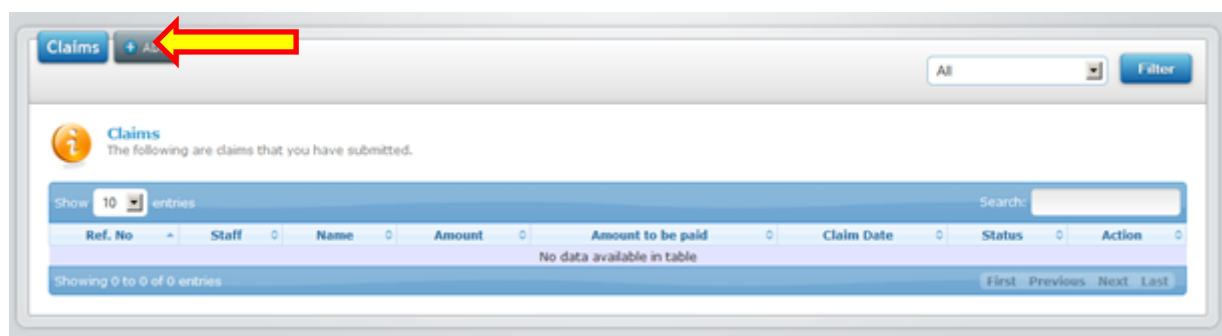 Claims
All
Filter
Claims
The following are claims that you have submitted.
Show 10 entries
Search:
Ref. No Staff Name Amount Amount to be paid Claim Date Status Action
No data available in table
Showing 0 to 0 of 0 entries
First Previous Next Last